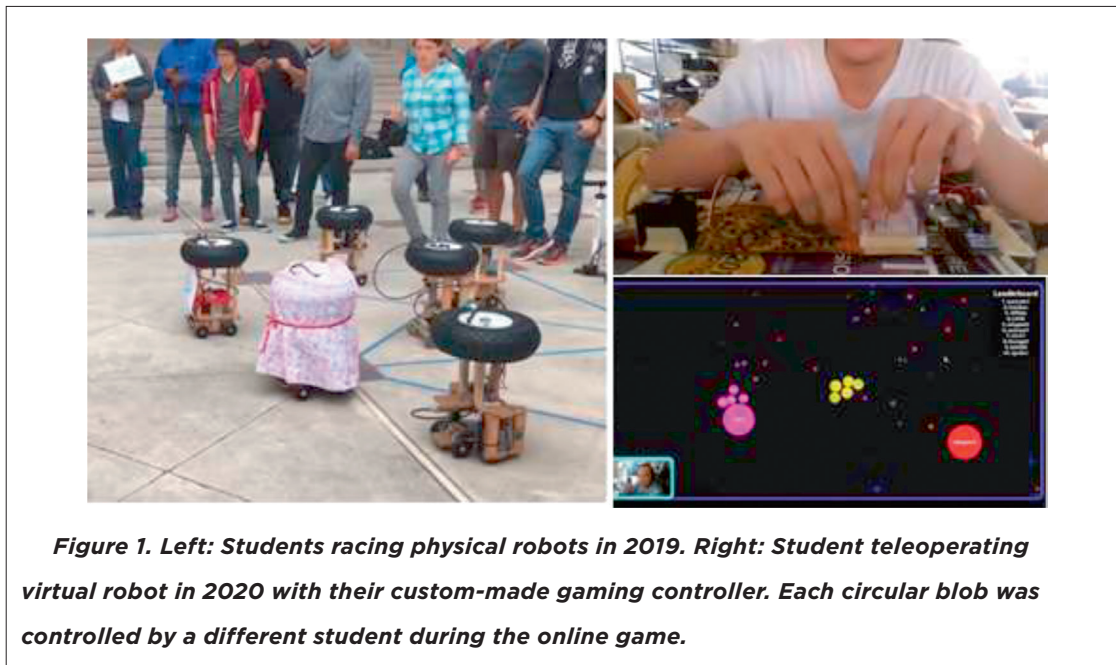 Leaderboard
Figure 1. Left: Students racing physical robots in 2019. Right: Student teleoperating
virtual robot in 2020 with their custom-made gaming controller. Each circular blob was
controlled by a different student during the online game.